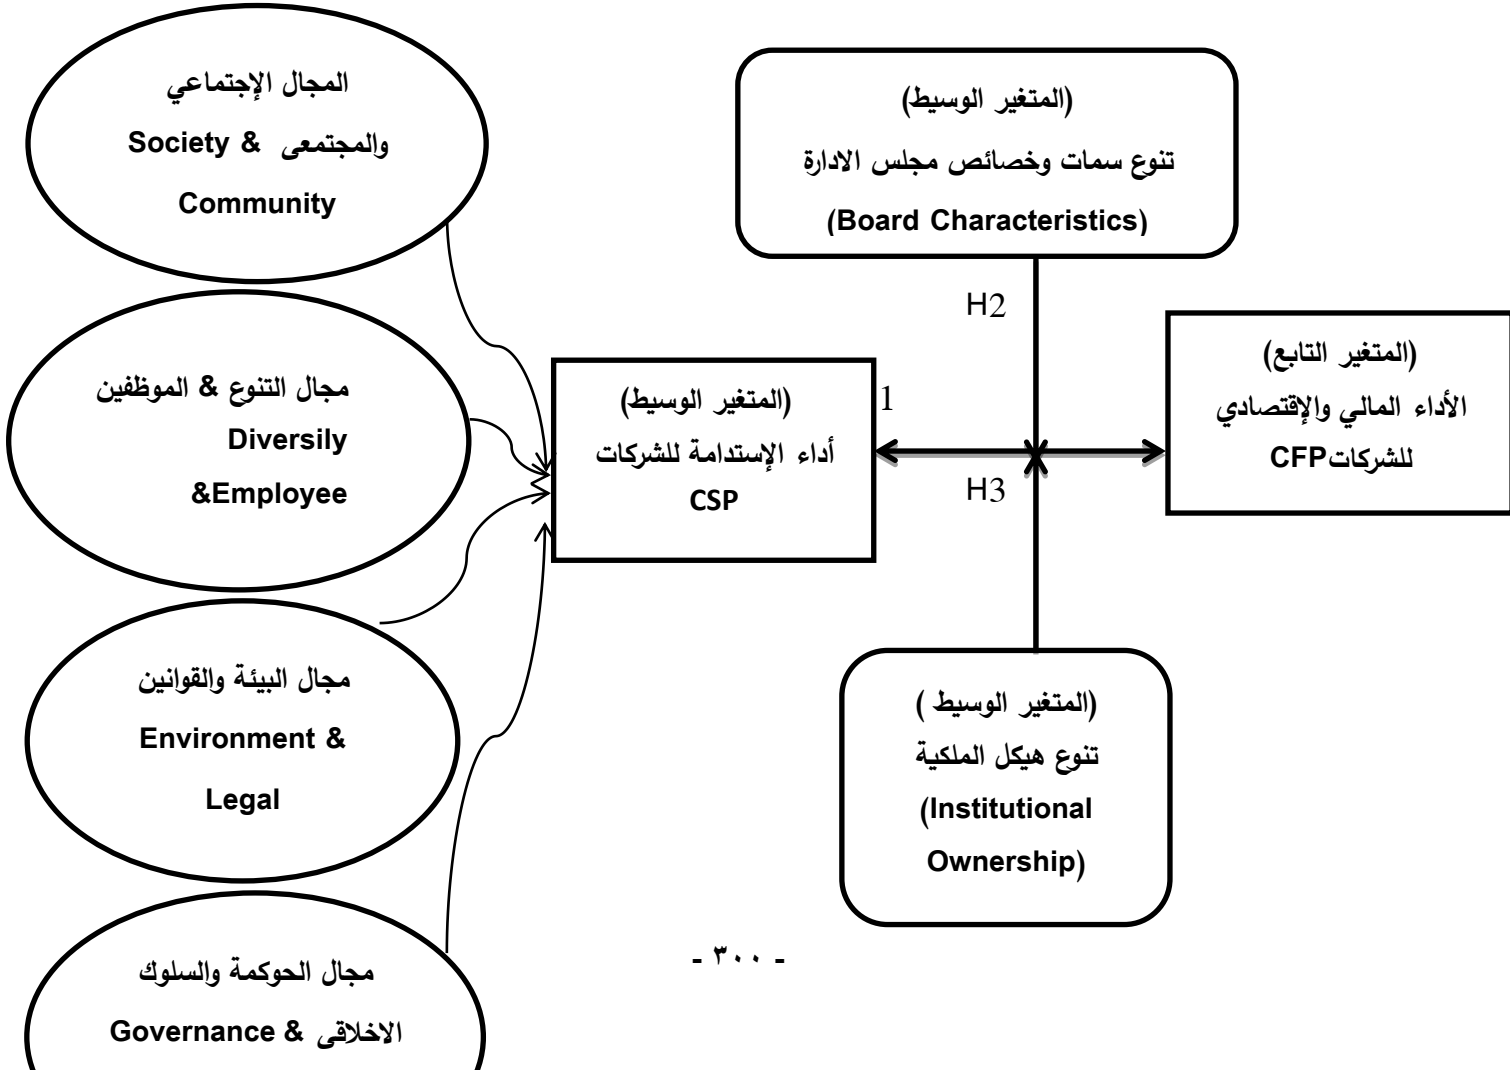 المجال الإجتماعي
والمجتمعى Society &
Community
مجال التنوع & الموظفين
Diversily
&Employee
مجال البيئة والقوانين
Environment &
Legal
مجال الحوكمة والسلوك
الاخلاقى Governance &
(المتغير الوسيط)
أداء الإستدامة للشركات
CSP
1
(المتغير الوسيط)
تنوع سمات وخصائص مجلس الادارة
(Board Characteristics)
H2
H3
(المتغير التابع)
الأداء المالي والإقتصادي
للشركاتCFP
(المتغير الوسيط )
تنوع هيكل الملكية
(Institutional
Ownership)
- ٣٠٠ -